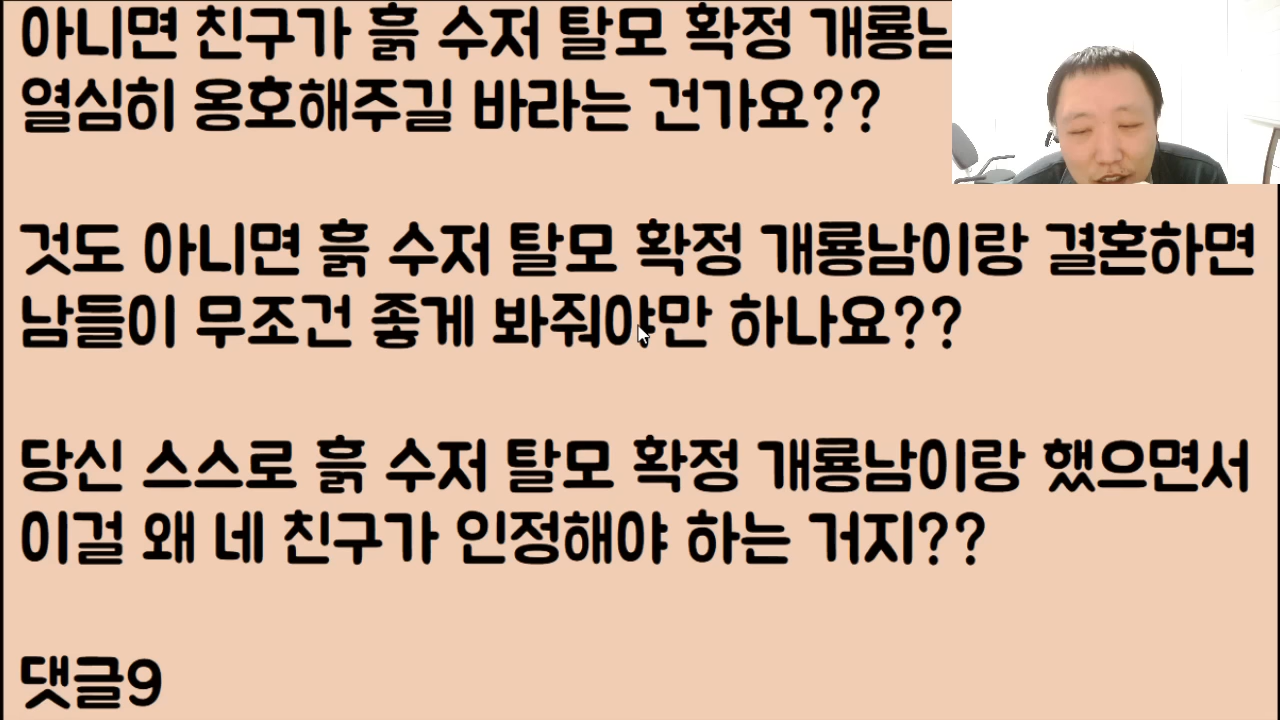 아니면 친구가 흙 수저 탈모 확정 개룡
열심히 옹호해주길 바라는 건가요??
것도 아니면 흙 수저 탈모 확정 개룡남이랑 결혼하면
남들이 무조건 좋게 봐줘야만 하나요??
당신 스스로 흙 수저 탈모 확정 개룡남이랑 했으면서
이걸 왜 네 친구가 인정해야 하는 거지??
댓글9